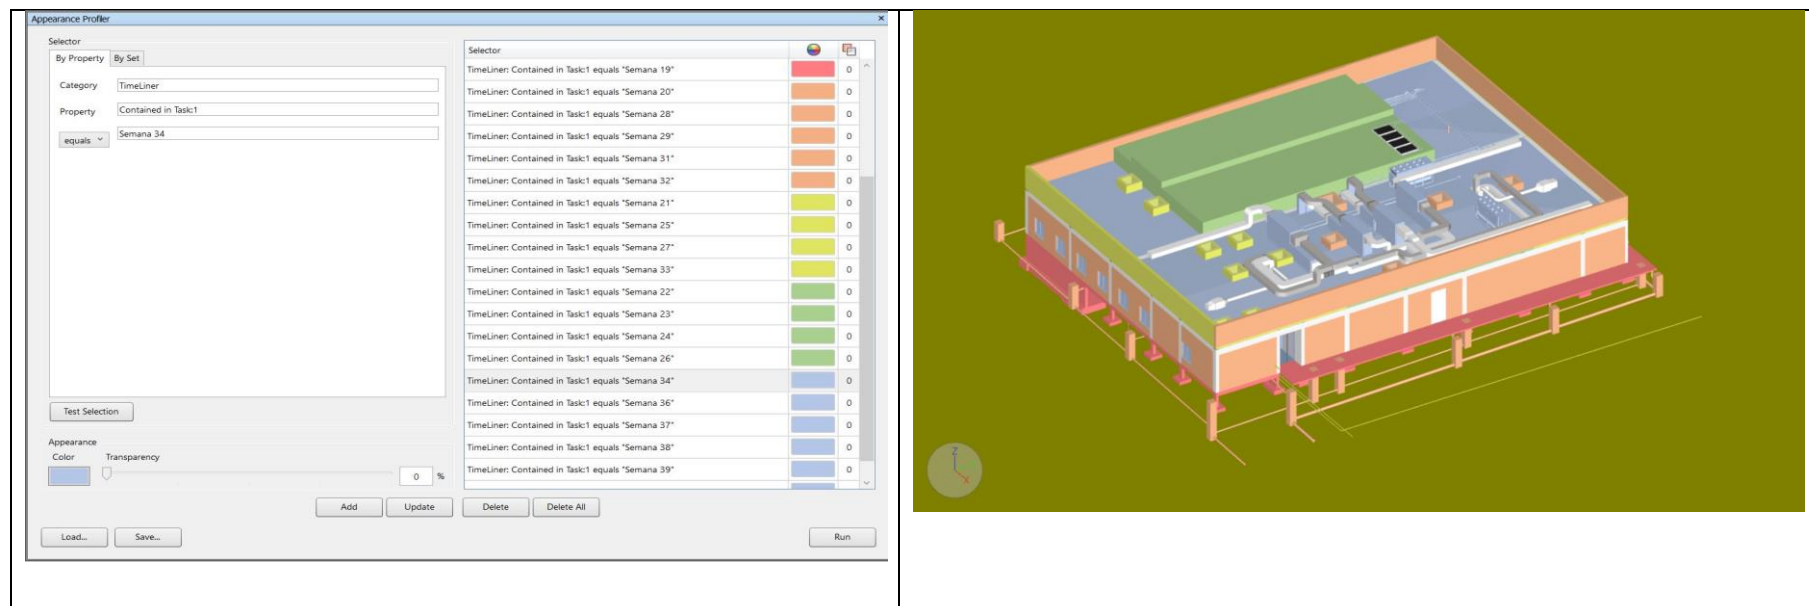 Appearance Profiler
×
Selector
By Property By Set
Category TimeLiner
Property Contained in Task:1
equals Semana 34
Test Selection
Appearance
Color Transparency
0 %
Selector
TimeLiner: Contained in Task:1 equals "Semana 19" 0
TimeLiner: Contained in Task:1 equals "Semana 20" 0
TimeLiner: Contained in Task:1 equals "Semana 28" 0
TimeLiner: Contained in Task:1 equals "Semana 29" 0
TimeLiner: Contained in Task:1 equals "Semana 31" 0
TimeLiner: Contained in Task:1 equals "Semana 32" 0
TimeLiner: Contained in Task:1 equals "Semana 21" 0
TimeLiner: Contained in Task:1 equals "Semana 25" 0
TimeLiner: Contained in Task:1 equals "Semana 27" 0
TimeLiner: Contained in Task:1 equals "Semana 33" 0
TimeLiner: Contained in Task:1 equals "Semana 22" 0
TimeLiner: Contained in Task:1 equals "Semana 23" 0
TimeLiner: Contained in Task:1 equals "Semana 24" 0
TimeLiner: Contained in Task:1 equals "Semana 26" 0
TimeLiner: Contained in Task:1 equals "Semana 34" 0
TimeLiner: Contained in Task:1 equals "Semana 36" 0
TimeLiner: Contained in Task:1 equals "Semana 37" 0
TimeLiner: Contained in Task:1 equals "Semana 38" 0
TimeLiner: Contained in Task:1 equals "Semana 39" 0
Add Update Delete Delete All
Load... Save... Run
Z
X